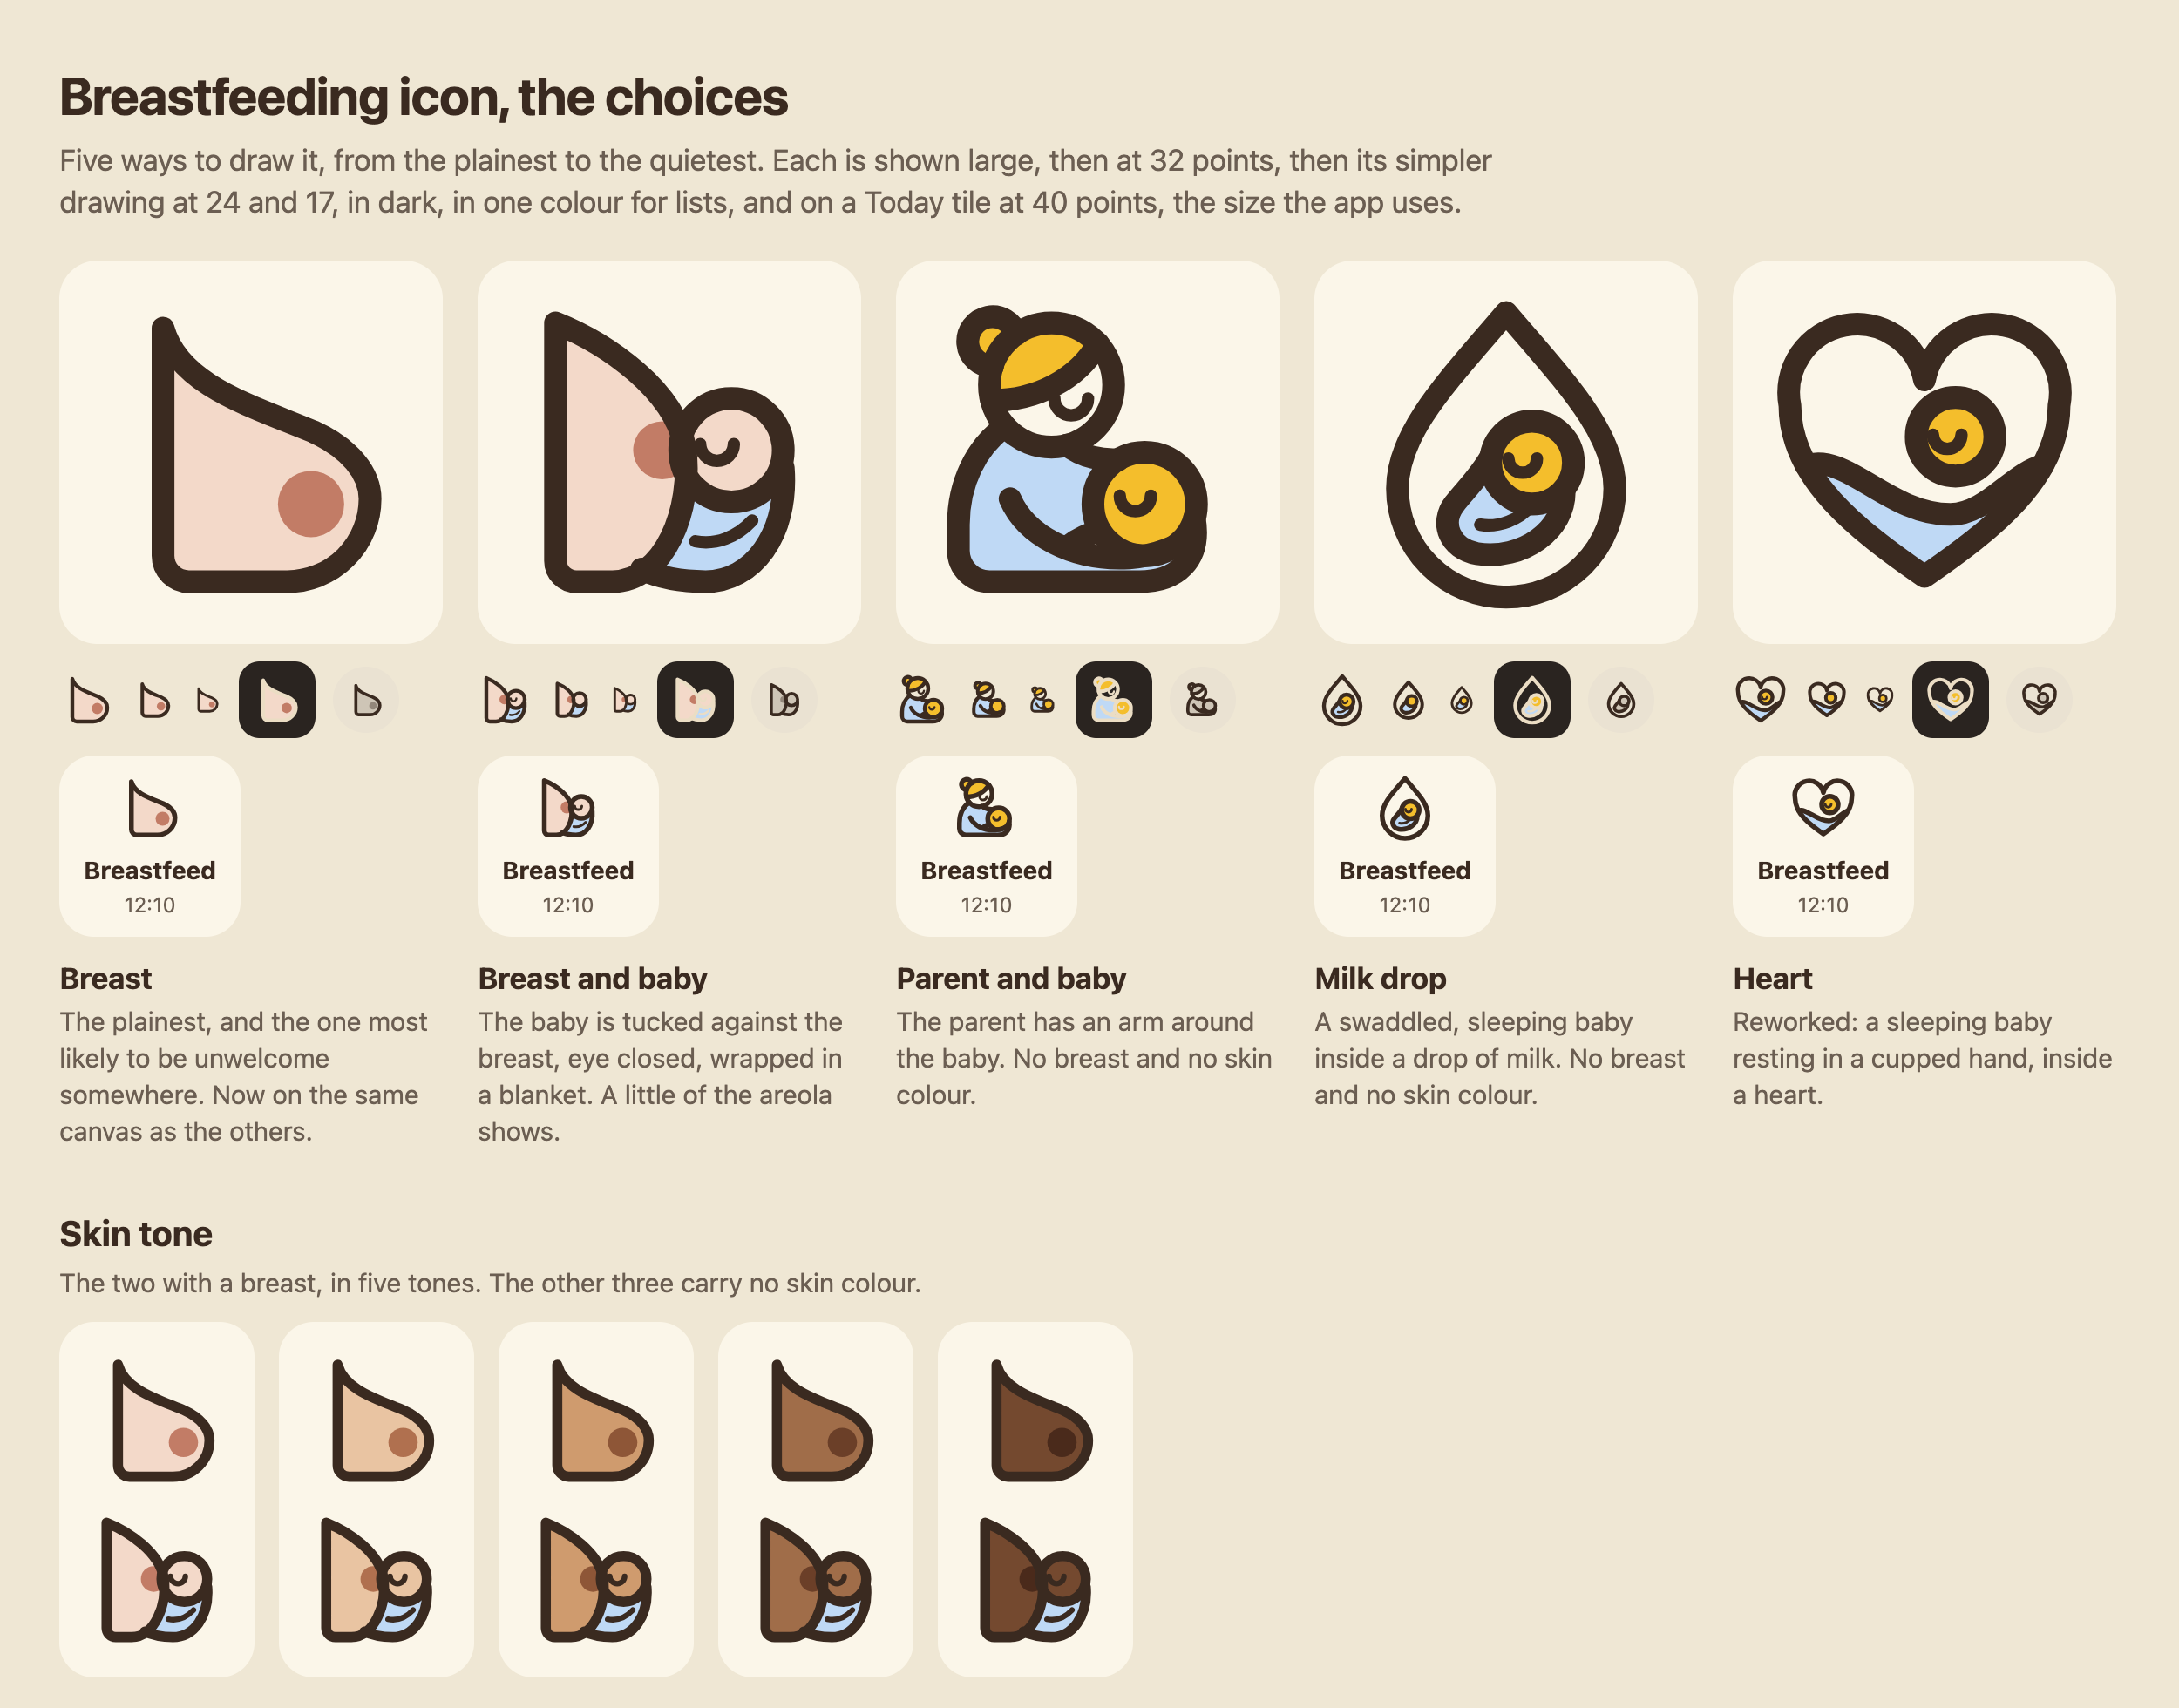 Breastfeeding icon, the choices
Five ways to draw it, from the plainest to the quietest. Each is shown large, then at 32 points, then its simpler
drawing at 24 and 17, in dark, in one colour for lists, and on a Today tile at 40 points, the size the app uses.
Breastfeed
12:10
Breastfeed
12:10
Breastfeed
12:10
Breastfeed
12:10
Breastfeed
12:10
Breast
The plainest, and the one most
likely to be unwelcome
somewhere. Now on the same
canvas as the others.
Breast and baby
The baby is tucked against the
breast, eye closed, wrapped in
a blanket. A little of the areola
shows.
Parent and baby
The parent has an arm around
the baby. No breast and no skin
colour.
Milk drop
A swaddled, sleeping baby
inside a drop of milk. No breast
and no skin colour.
Heart
Reworked: a sleeping baby
resting in a cupped hand, inside
a heart.
Skin tone
The two with a breast, in five tones. The other three carry no skin colour.